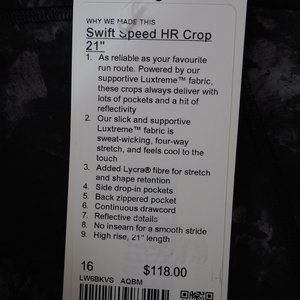 WHY WE MADE THIS
Swift Speed HR Crop
21"
1. As reliable as your favourite
run route. Powered by our
supportive Luxtreme™ fabric,
these crops always deliver with
lots of pockets and a hit of
reflectivity
2. Our slick and supportive
Luxtreme™ fabric is
sweat-wicking, four-way
stretch, and feels cool to the
touch
3. Added Lycra® fibre for stretch
and shape retention
4. Side drop-in pockets
5. Back zippered pocket
6. Continuous drawcord
7. Reflective details
8. No inseam for a smooth stride
9. High rise, 21" length
16 $118.00
LW6BKVS AQBM